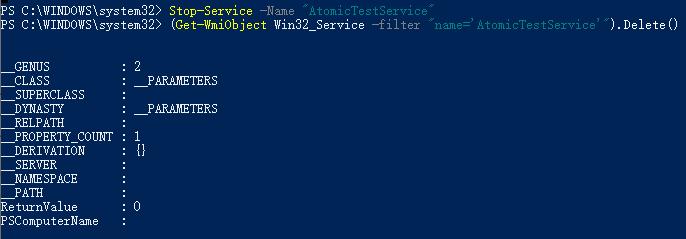 PS C:\WINDOWS\system32> Stop-Service -Name "AtomicTestService"
PS C:\WINDOWS\system32> (Get-WmiObject Win32_Service -filter "name='AtomicTestService'").Delete()
__GENUS : 2
__CLASS : __PARAMETERS
__SUPERCLASS :
__DYNASTY : __PARAMETERS
__RELPATH :
__PROPERTY_COUNT : 1
__DERIVATION : {}
__SERVER :
__NAMESPACE :
__PATH :
ReturnValue : 0
PSComputerName :